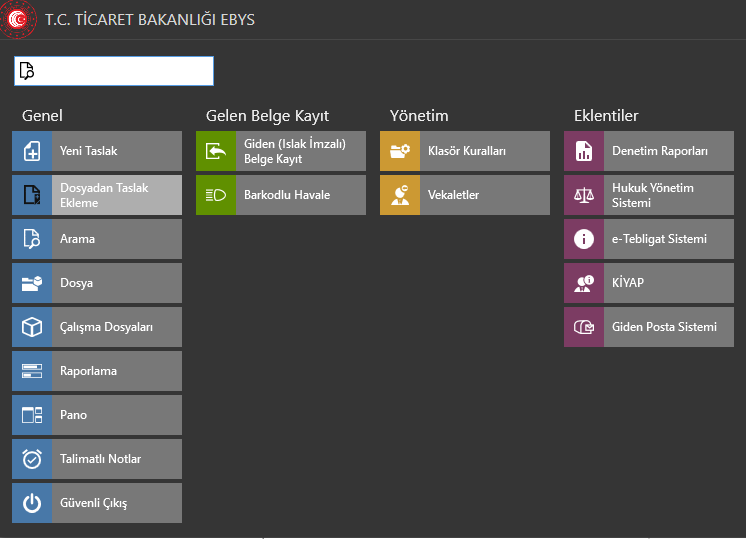 T.C. TİCARET BAKANLIĞI EBYS
Genel
Yeni Taslak
Dosyadan Taslak
Ekleme
Arama
Dosya
Çalışma Dosyaları
Raporlama
Pano
Talimatlı Notlar
Güvenli Çıkış
Gelen Belge Kayıt
Giden (Islak İmzalı)
Belge Kayıt
Barkodlu Havale
Yönetim
Klasör Kuralları
Vekaletler
Eklentiler
Denetim Raporları
Hukuk Yönetim
Sistemi
e-Tebligat Sistemi
KİYAP
Giden Posta Sistemi